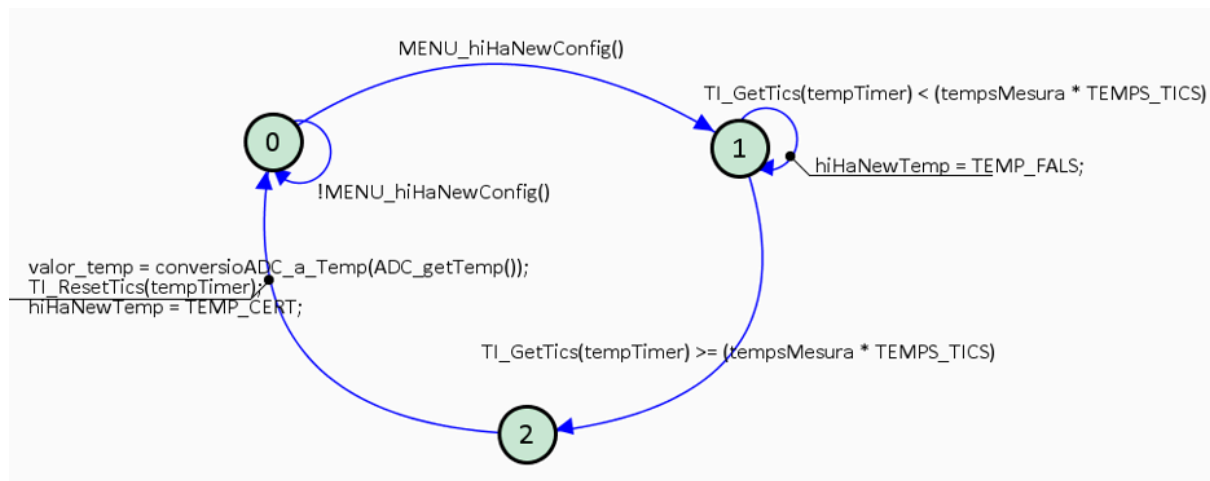 MENU_hiHaNewConfig()
TI_GetTics(tempTimer) < (tempsMesura * TEMPS_TICS)
0
1
hiHaNewTemp = TEMP_FALS;
!MENU_hiHaNewConfig()
valor_temp = conversioADC_a_Temp(ADC_getTemp());
TI_ResetTics(tempTimer);
hiHaNewTemp = TEMP_CERT;
TI_GetTics(tempTimer) >= (tempsMesura * TEMPS_TICS)
2